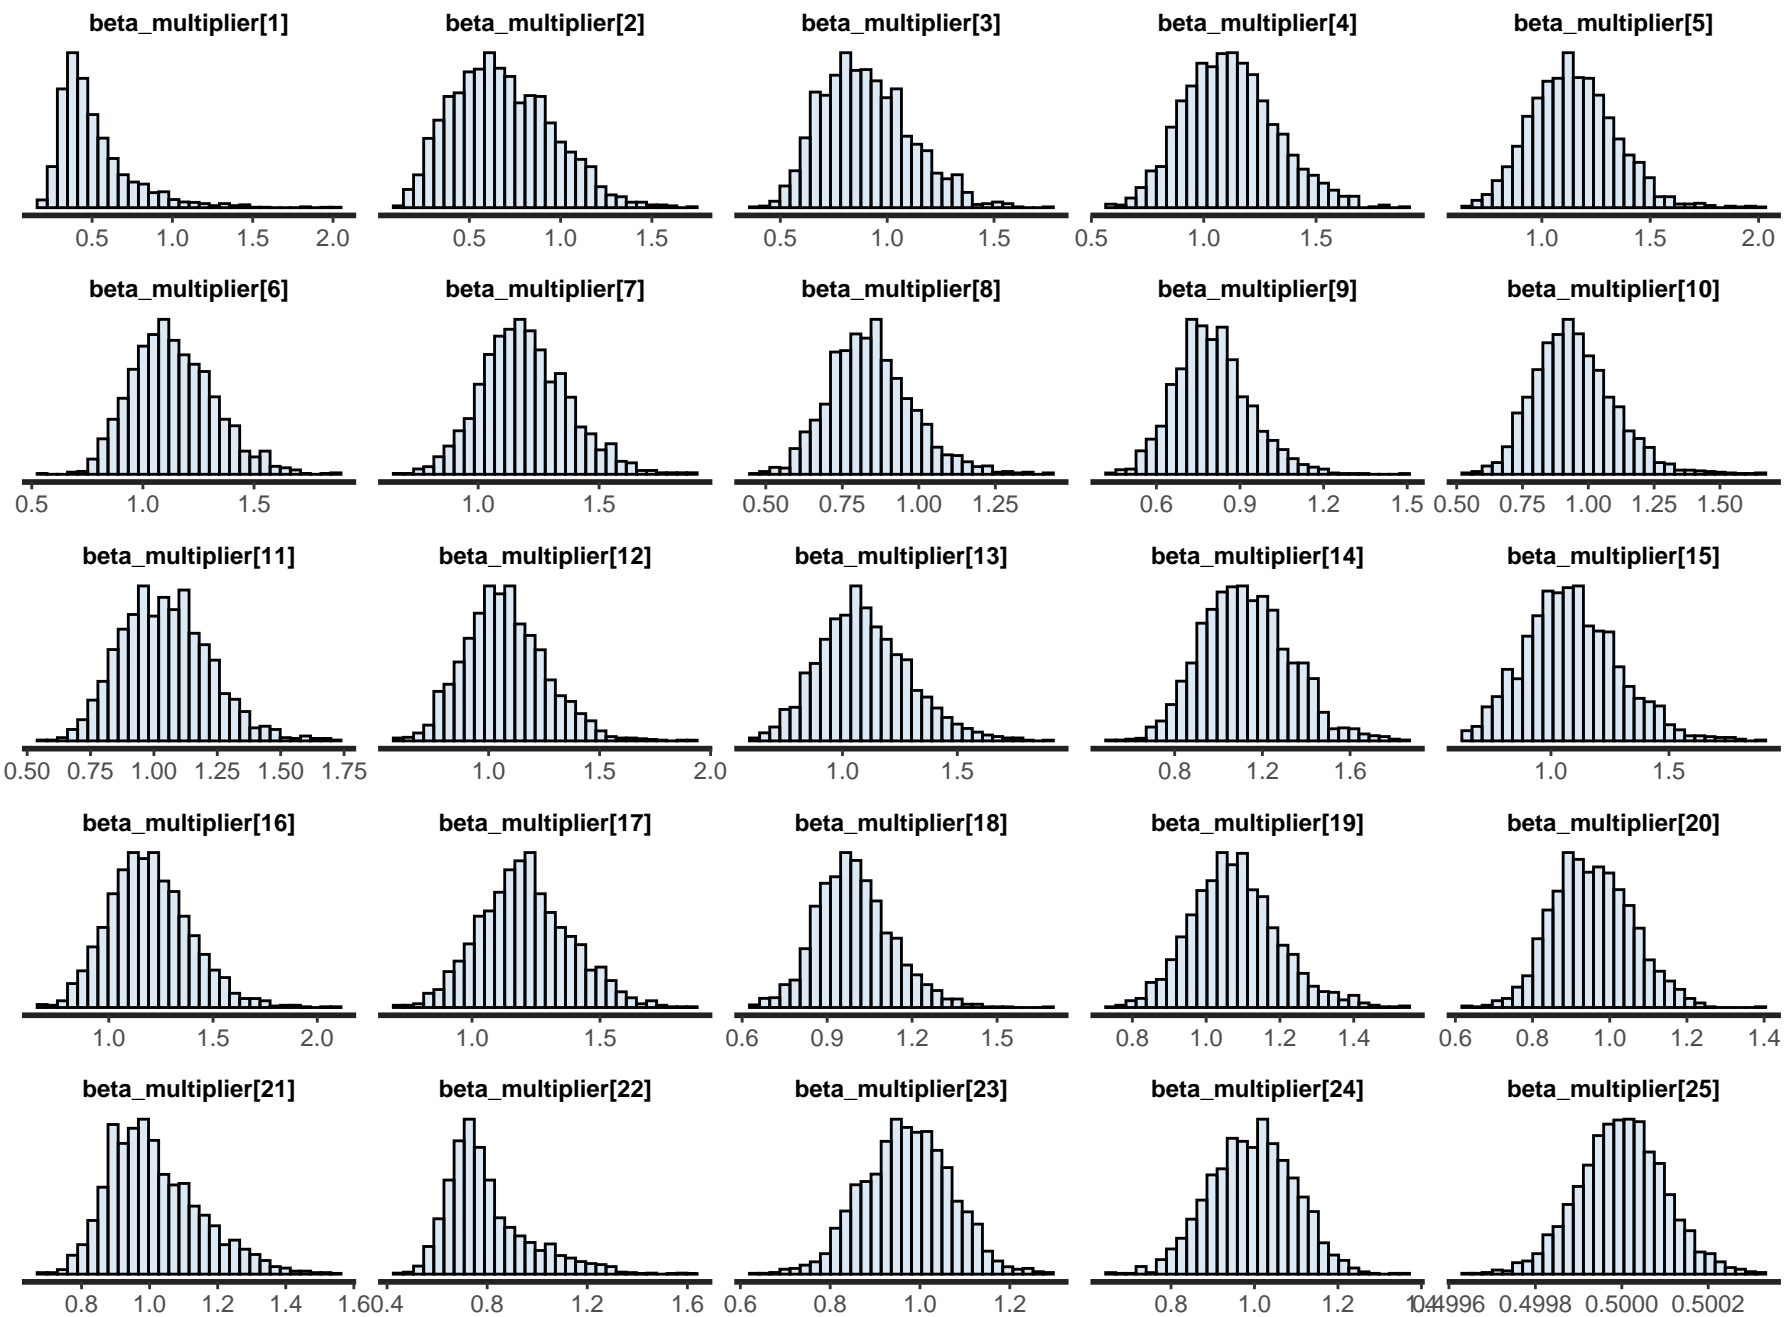 beta_multiplier[1] beta_multiplier[2] beta_multiplier[3] beta_multiplier[4] beta_multiplier[5]
0.5 1.0 1.5 2.0 0.5 1.0 1.5 0.5 1.0 1.5 0.5 1.0 1.5 1.0 1.5 2.0
beta_multiplier[6] beta_multiplier[7] beta_multiplier[8] beta_multiplier[9] beta_multiplier[10]
0.5 1.0 1.5 1.0 1.5 0.50 0.75 1.00 1.25 0.6 0.9 1.2 1.5 0.50 0.75 1.00 1.25 1.50
beta_multiplier[11] beta_multiplier[12] beta_multiplier[13] beta_multiplier[14] beta_multiplier[15]
0.50 0.75 1.00 1.25 1.50 1.75 1.0 1.5 2.0 1.0 1.5 0.8 1.2 1.6 1.0 1.5
beta_multiplier[16] beta_multiplier[17] beta_multiplier[18] beta_multiplier[19] beta_multiplier[20]
1.0 1.5 2.0 1.0 1.5 0.6 0.9 1.2 1.5 0.8 1.0 1.2 1.4 0.6 0.8 1.0 1.2 1.4
beta_multiplier[21] beta_multiplier[22] beta_multiplier[23] beta_multiplier[24] beta_multiplier[25]
0.8 1.0 1.2 1.4 1.6 0.4 0.8 1.2 1.6 0.6 0.8 1.0 1.2 0.8 1.0 1.2 1.4 0.4996 0.4998 0.5000 0.5002